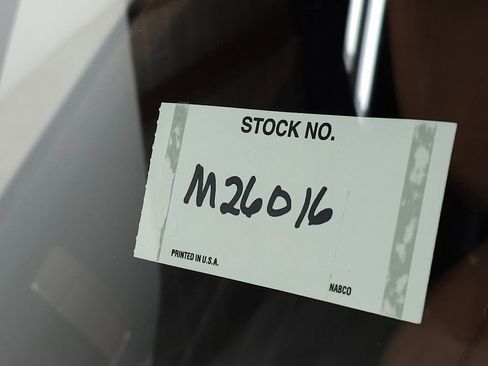 STOCK NO.
M26016
PRINTED IN U.S.A.
NABCO